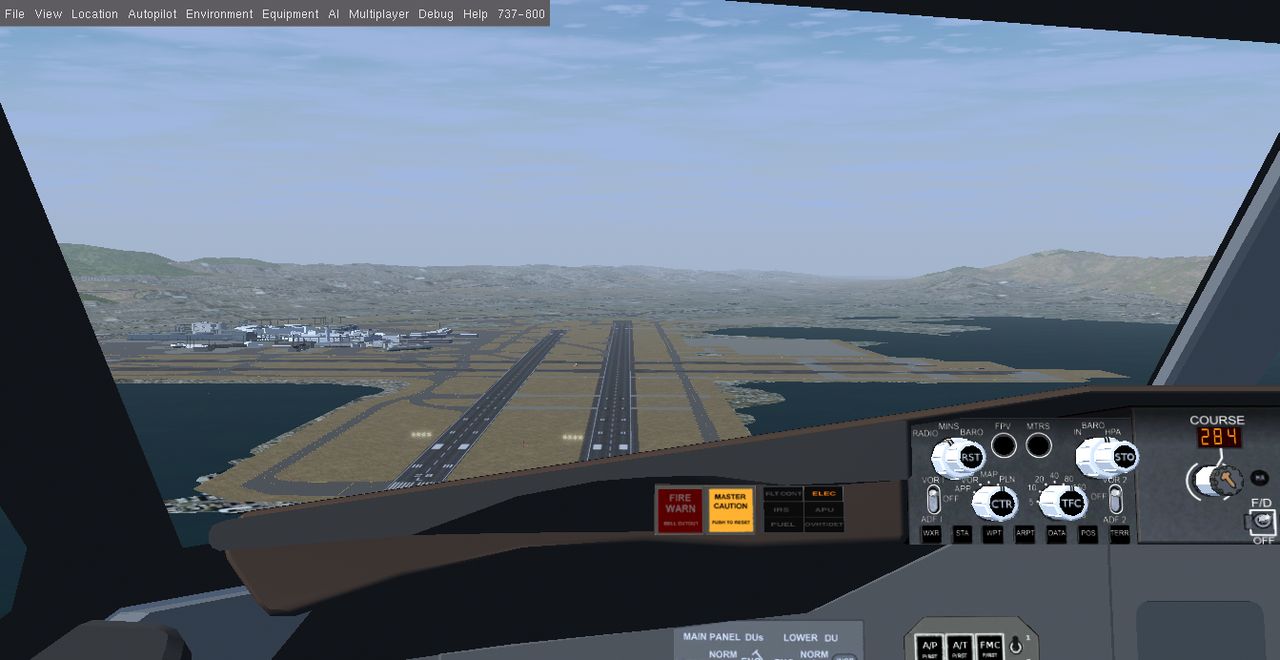 File View Location Autopilot Environment Equipment AI Multiplayer Debug Help 737-800
COURSE
284
MINS
RADIO BARO
FPV MTRS
BARO
IN HPA
RST
STO
VOR 1
OFF
ADF 1
MAP
APP VOR PLN
CTR
10 20 40 80
5
TFC
VOR 2
OFF
ADF 2
WXR STA WPT ARPT DATA POS TERR
F/D
OFF
FIRE
WARN
BELL CUTOUT
MASTER
CAUTION
PUSH TO RESET
FLT CONT ELEC
IRS APU
FUEL OVHT/DET
MAIN PANEL DUs LOWER DU
NORM NORM
A/P A/T FMC
P/RST P/RST P/RST
1